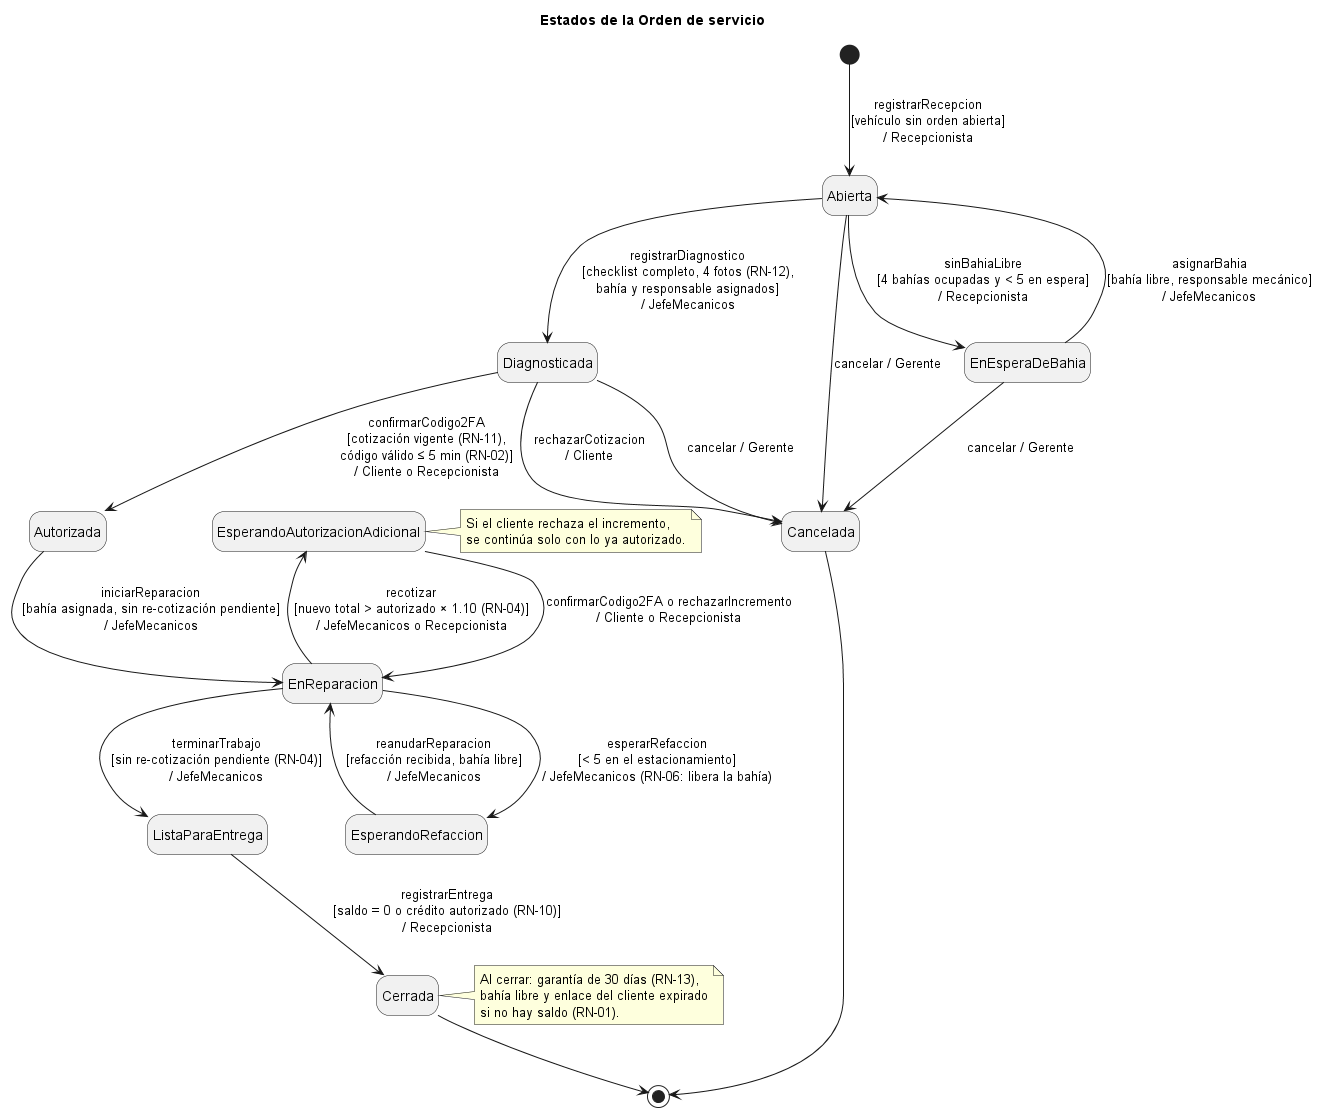 Estados de la Orden de servicio
registrarRecepcion
[vehículo sin orden abierta]
/ Recepcionista
Abierta
registrarDiagnostico
[checklist completo, 4 fotos (RN-12),
bahía y responsable asignados]
/ JefeMecanicos
sinBahiaLibre
[4 bahías ocupadas y < 5 en espera]
/ Recepcionista
asignarBahia
[bahía libre, responsable mecánico]
/ JefeMecanicos
cancelar / Gerente
Diagnosticada
EnEsperaDeBahia
confirmarCodigo2FA
[cotización vigente (RN-11),
código válido ≤ 5 min (RN-02)]
/ Cliente o Recepcionista
rechazarCotizacion
/ Cliente
cancelar / Gerente
cancelar / Gerente
Autorizada
EsperandoAutorizacionAdicional
Si el cliente rechaza el incremento,
se continúa solo con lo ya autorizado.
Cancelada
iniciarReparacion
[bahía asignada, sin re-cotización pendiente]
/ JefeMecanicos
recotizar
[nuevo total > autorizado × 1.10 (RN-04)]
/ JefeMecanicos o Recepcionista
confirmarCodigo2FA o rechazarIncremento
/ Cliente o Recepcionista
EnReparacion
terminarTrabajo
[sin re-cotización pendiente (RN-04)]
/ JefeMecanicos
reanudarReparacion
[refacción recibida, bahía libre]
/ JefeMecanicos
esperarRefaccion
[< 5 en el estacionamiento]
/ JefeMecanicos (RN-06: libera la bahía)
ListaParaEntrega
EsperandoRefaccion
registrarEntrega
[saldo = 0 o crédito autorizado (RN-10)]
/ Recepcionista
Cerrada
Al cerrar: garantía de 30 días (RN-13),
bahía libre y enlace del cliente expirado
si no hay saldo (RN-01).